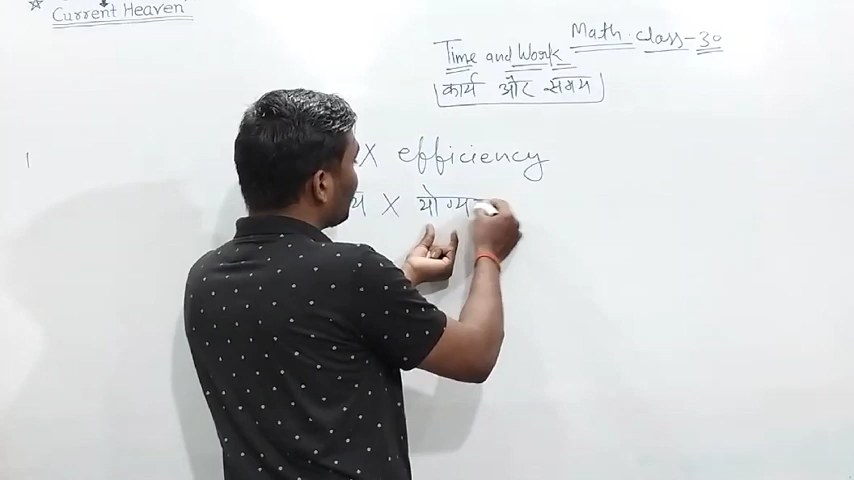 ☆ Current Heaven
Math. class-30
Time and Work
कार्य और समय
X efficiency
X योग्य